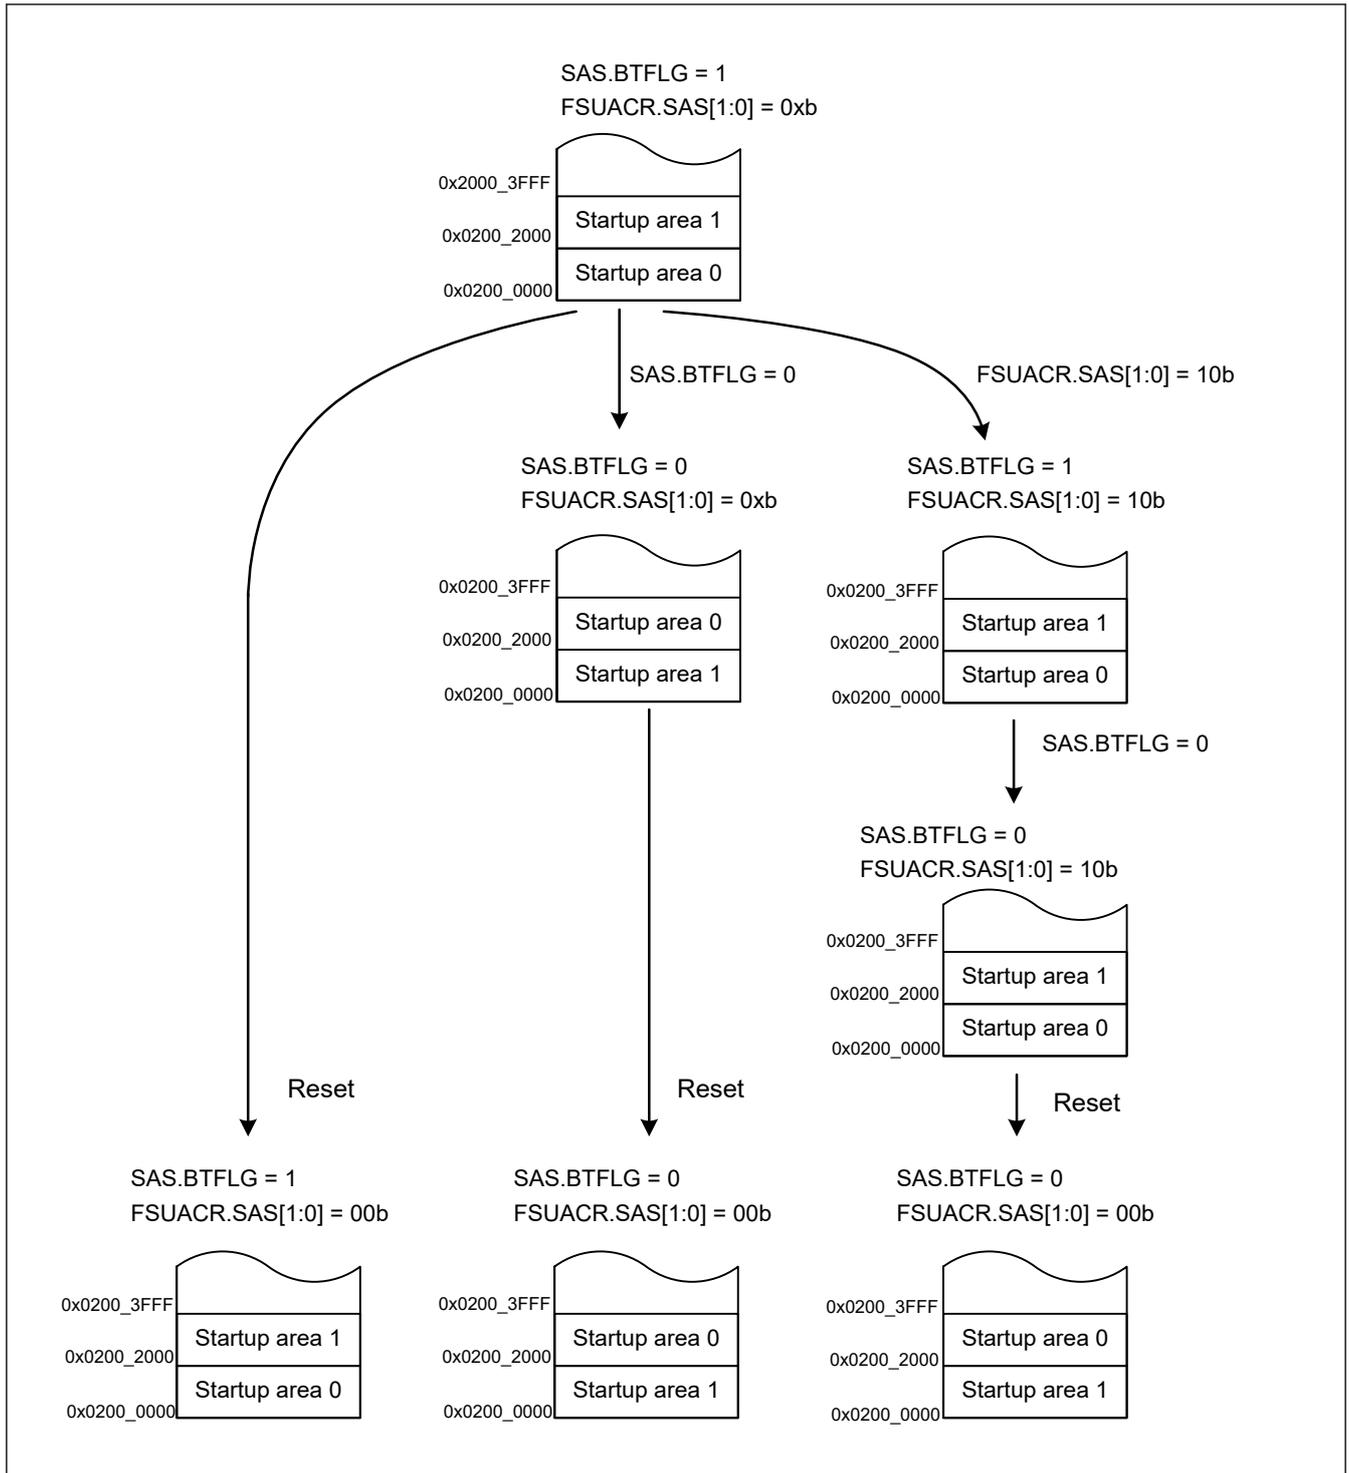 SAS.BTFLG = 1
FSUACR.SAS[1:0] = 0xb
0x2000_3FFF
Startup area 1
0x0200_2000
Startup area 0
0x0200_0000
SAS.BTFLG = 0
FSUACR.SAS[1:0] = 10b
SAS.BTFLG = 0
FSUACR.SAS[1:0] = 0xb
0x0200_3FFF
Startup area 0
0x0200_2000
Startup area 1
0x0200_0000
SAS.BTFLG = 1
FSUACR.SAS[1:0] = 10b
0x0200_3FFF
Startup area 1
0x0200_2000
Startup area 0
0x0200_0000
SAS.BTFLG = 0
SAS.BTFLG = 0
FSUACR.SAS[1:0] = 10b
0x0200_3FFF
Startup area 1
0x0200_2000
Startup area 0
0x0200_0000
Reset
Reset
Reset
SAS.BTFLG = 1
FSUACR.SAS[1:0] = 00b
0x0200_3FFF
Startup area 1
0x0200_2000
Startup area 0
0x0200_0000
SAS.BTFLG = 0
FSUACR.SAS[1:0] = 00b
0x0200_3FFF
Startup area 0
0x0200_2000
Startup area 1
0x0200_0000
SAS.BTFLG = 0
FSUACR.SAS[1:0] = 00b
0x0200_3FFF
Startup area 0
0x0200_2000
Startup area 1
0x0200_0000